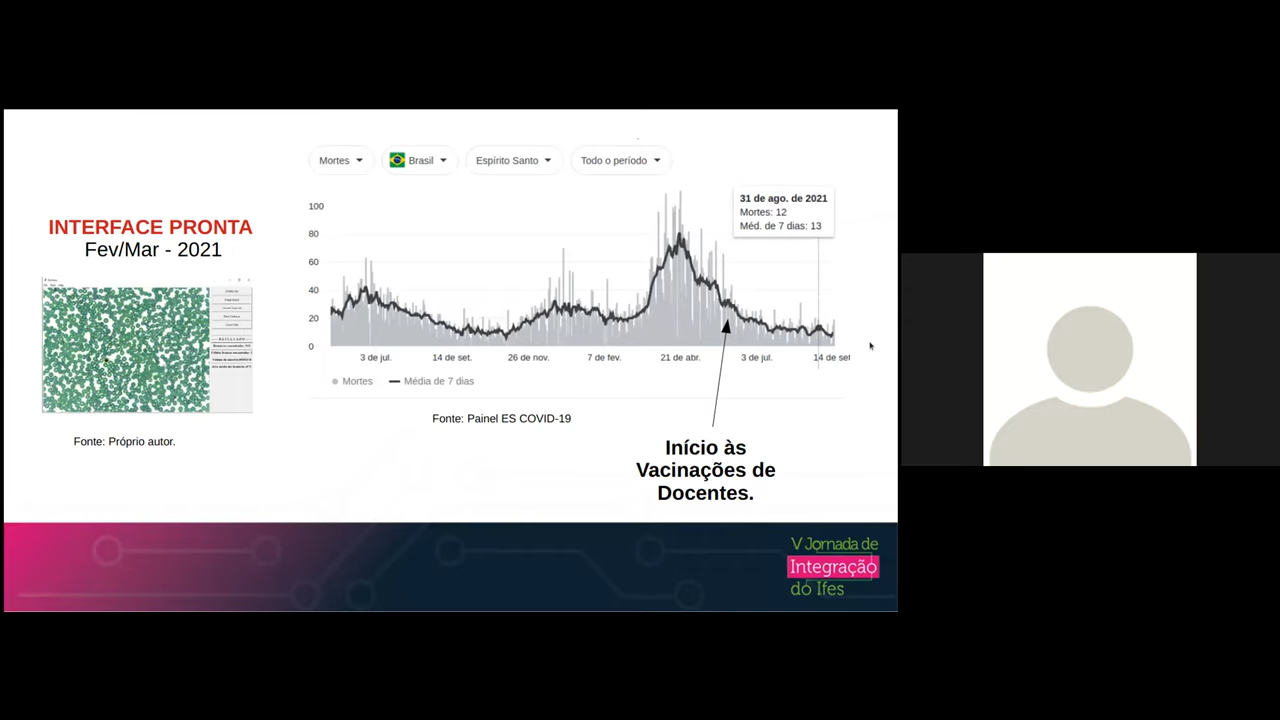 INTERFACE PRONTA
Fev/Mar - 2021
Fonte: Próprio autor.
Mortes
Brasil
Espírito Santo
Todo o período
31 de ago. de 2021
Mortes: 12
Méd. de 7 dias: 13
100
80
60
40
20
0
3 de jul.
14 de set.
26 de nov.
7 de fev.
21 de abr.
3 de jul.
14 de set
Mortes
Média de 7 dias
Fonte: Painel ES COVID-19
Início às
Vacinações de
Docentes.
V Jornada de
Integração
do Ifes